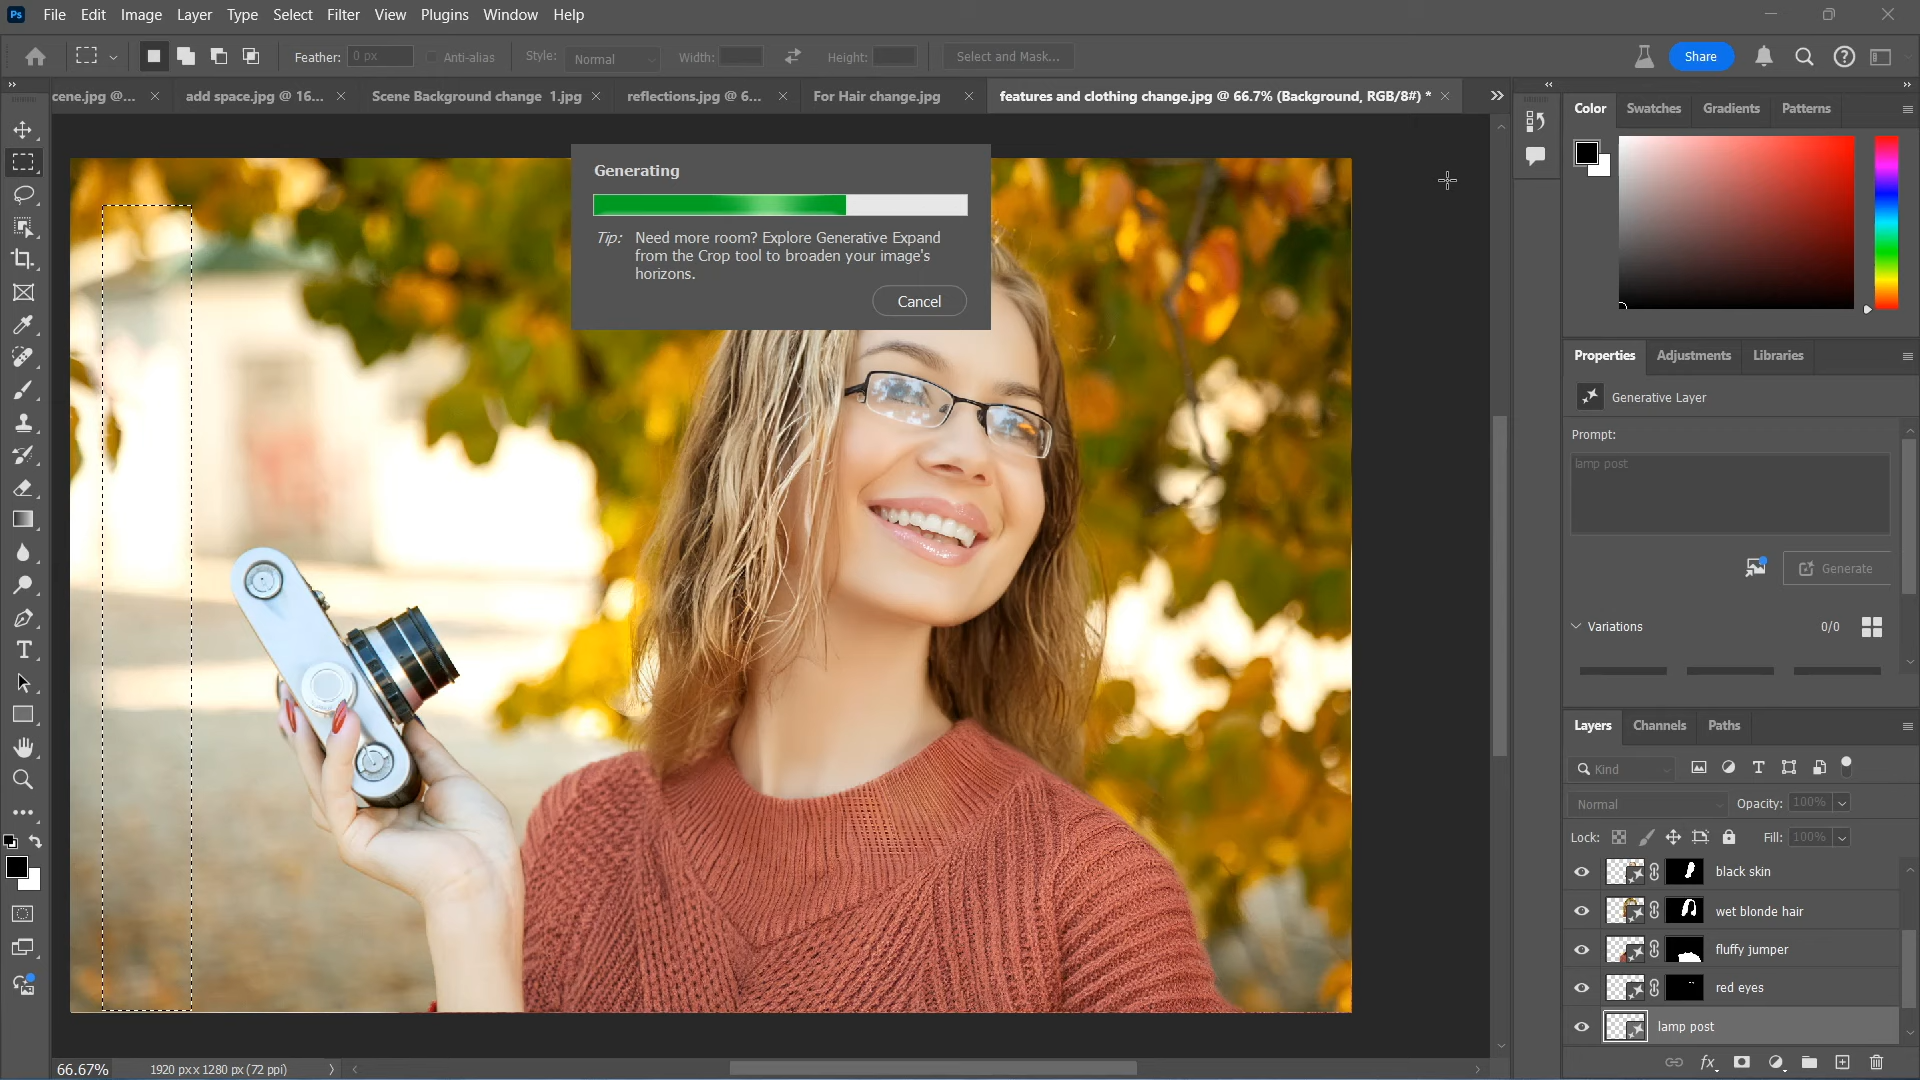 Ps File Edit Image Layer Type Select Filter View Plugins Window Help
Feather: 0 px Anti-alias Style: Normal Width: Height: Select and Mask... Share
cene.jpg @... add space.jpg @ 16... Scene Background change 1.jpg reflections.jpg @ 6... For Hair change.jpg features and clothing change.jpg @ 66.7% (Background, RGB/8#) *
Color Swatches Gradients Patterns
Generating
Tip: Need more room? Explore Generative Expand
from the Crop tool to broaden your image's
horizons.
Cancel
Properties Adjustments Libraries
Generative Layer
Prompt:
lamp post
Generate
Variations 0/0
Layers Channels Paths
Kind
Normal Opacity: 100%
Lock: Fill: 100%
black skin
wet blonde hair
fluffy jumper
red eyes
lamp post
66.67% 1920 px x 1280 px (72 ppi)
fx